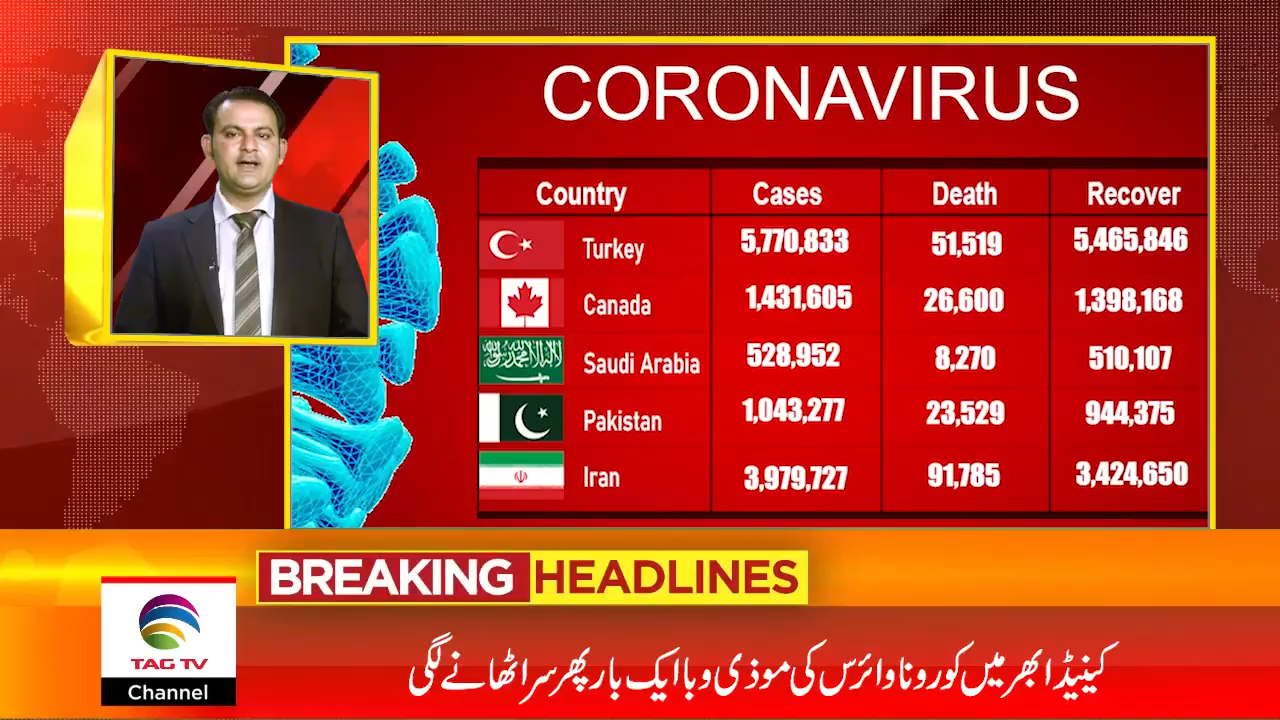 CORONAVIRUS
Country Cases Death Recover
Turkey 5,770,833 51,519 5,465,846
Canada 1,431,605 26,600 1,398,168
Saudi Arabia 528,952 8,270 510,107
Pakistan 1,043,277 23,529 944,375
Iran 3,979,727 91,785 3,424,650
BREAKING HEADLINES
TAG TV
Channel
کینیڈا بھر میں کورونا وائرس کی موذی وبا ایک بار پھر سر اٹھانے لگی